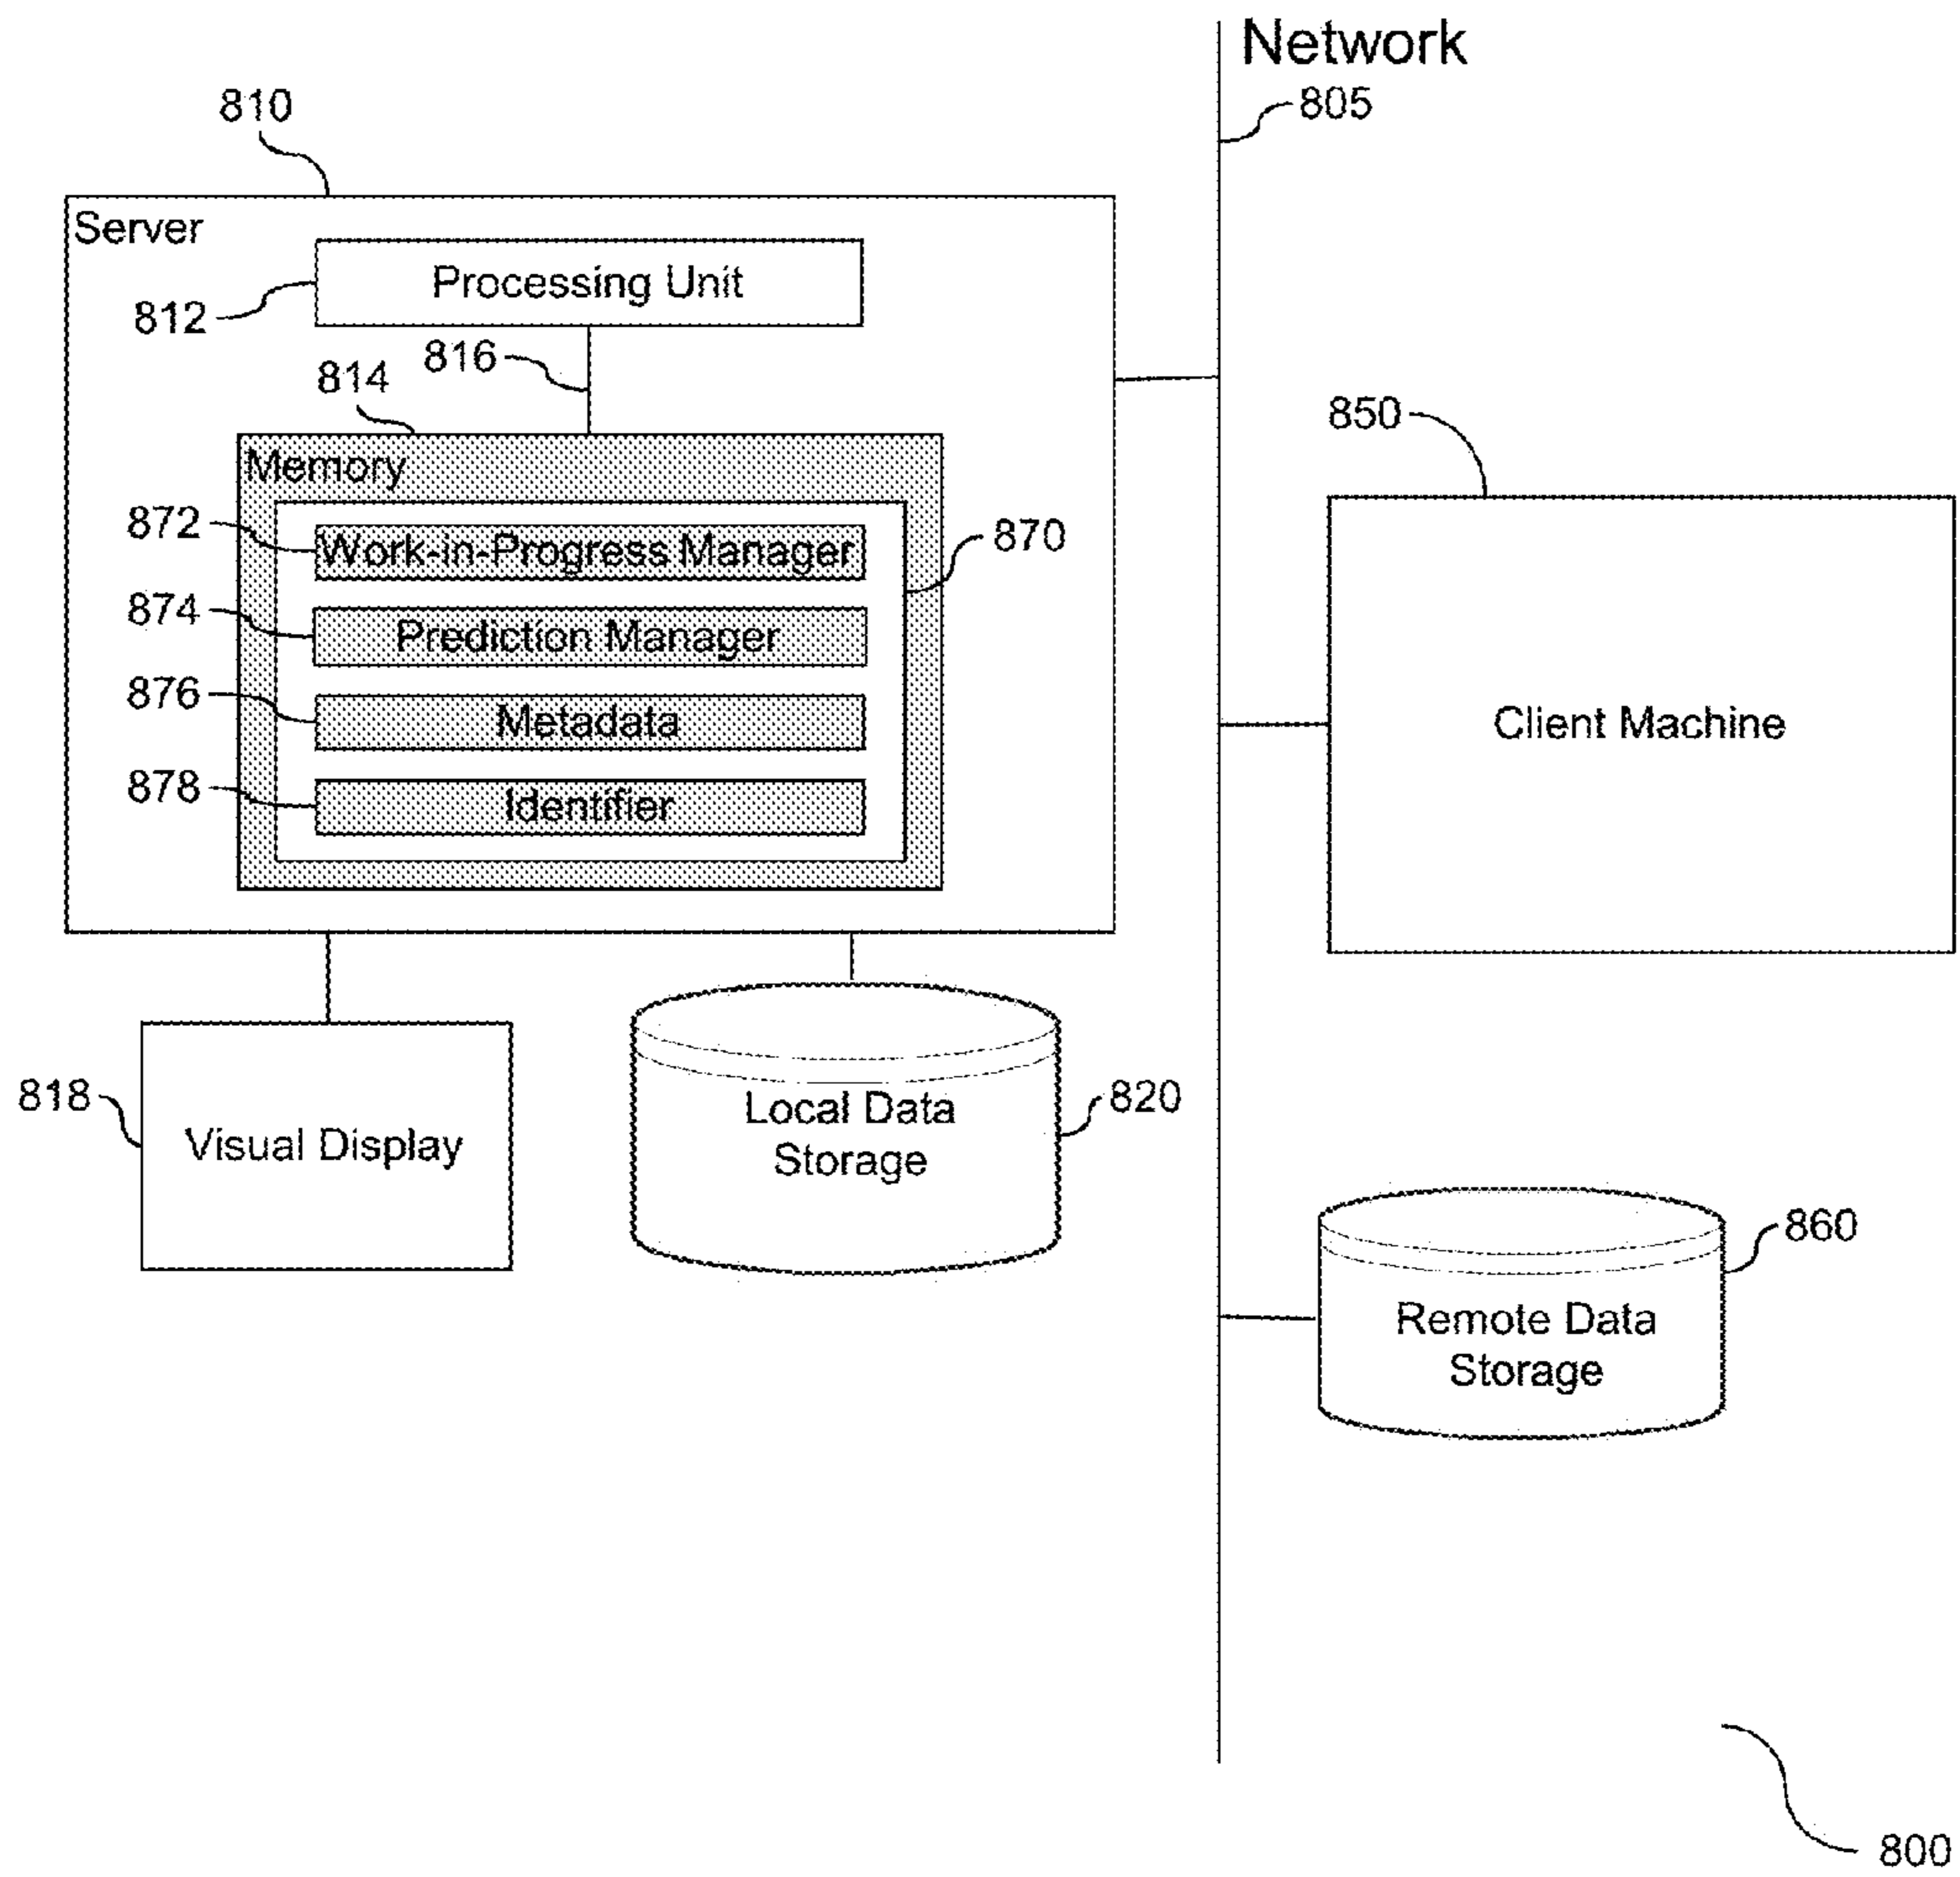 Network
805
810
Server
Processing Unit
812
816
814
850
Memory
872
Work-in-Progress Manager
870
874
Prediction Manager
876
Metadata
Client Machine
878
Identifier
818
Visual Display
Local Data
Storage
820
860
Remote Data
Storage
800